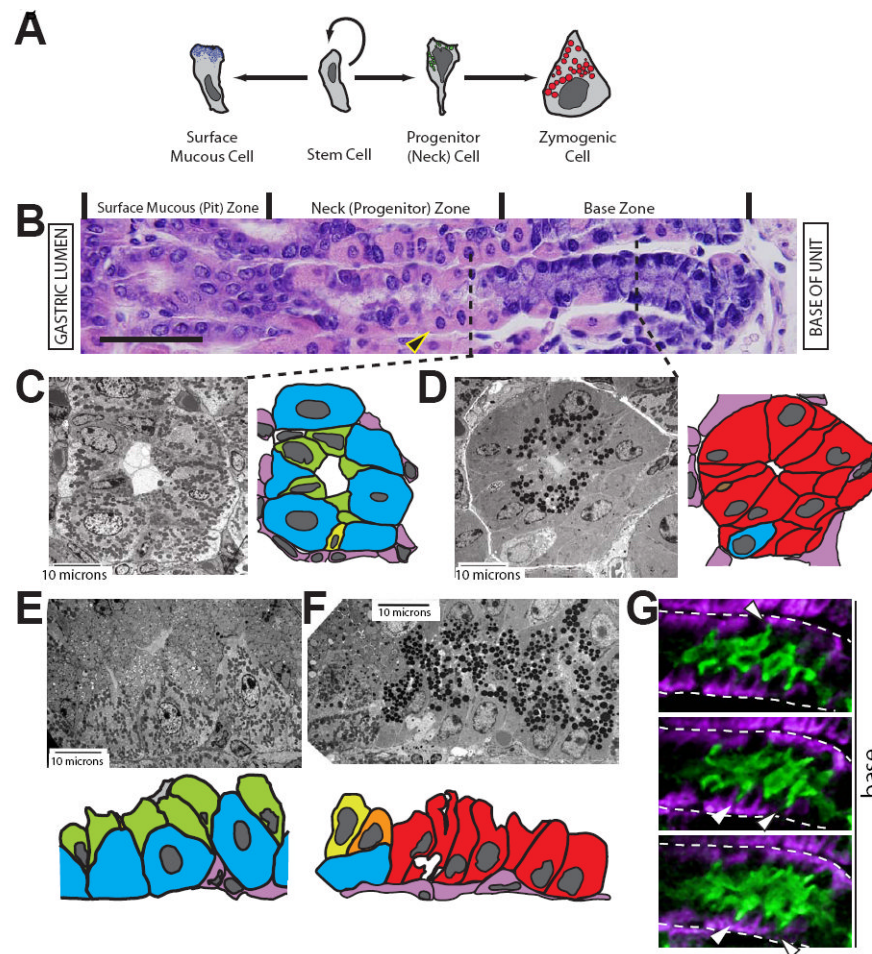 A
Surface
Mucous Cell
Stem Cell
Progenitor
(Neck) Cell
Zymogenic
Cell
Surface Mucous (Pit) Zone
Neck (Progenitor) Zone
Base Zone
B
GASTRIC LUMEN
BASE OF UNIT
C
10 microns
D
10 microns
E
10 microns
F
10 microns
G
base